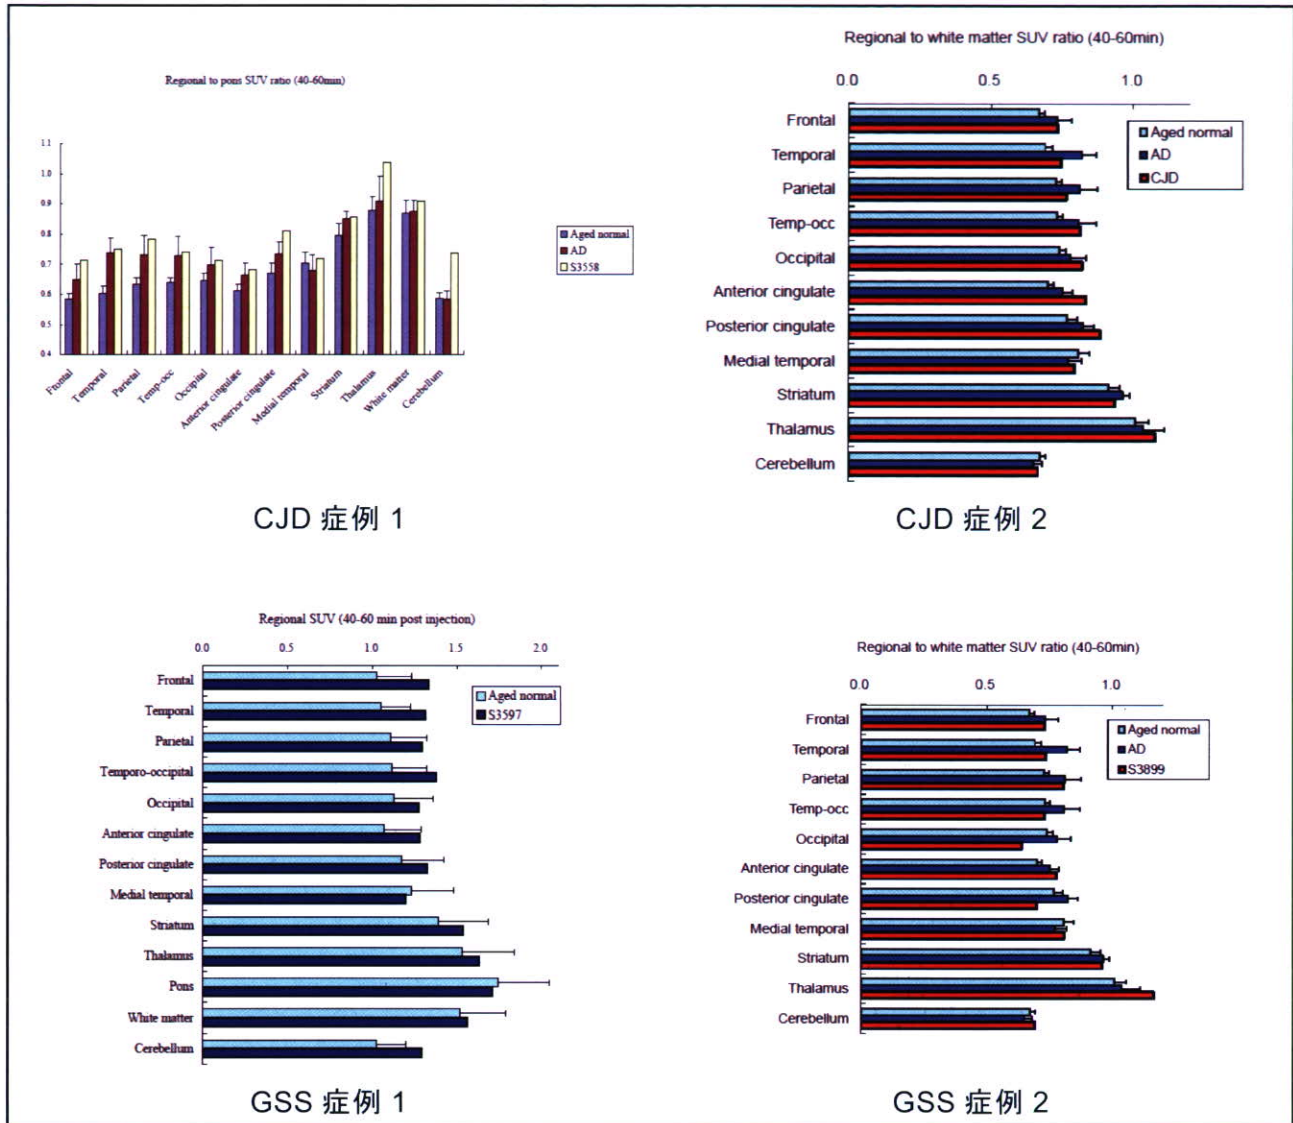 Regional to pons SUV ratio (40-60min)
1.1
1.0
0.9
0.8
0.7
0.6
0.5
0.4
Frontal
Temporal
Parietal
Temp-occ
Occipital
Anterior cingulate
Posterior cingulate
Medial temporal
Striatum
Thalamus
White matter
Cerebellum
Aged normal
AD
S3558
CJD 症例 1
Regional to white matter SUV ratio (40-60min)
0.0 0.5 1.0
Frontal
Temporal
Parietal
Temp-occ
Occipital
Anterior cingulate
Posterior cingulate
Medial temporal
Striatum
Thalamus
Cerebellum
Aged normal
AD
CJD
CJD 症例 2
Regional SUV (40-60 min post injection)
0.0 0.5 1.0 1.5 2.0
Frontal
Temporal
Parietal
Temporo-occipital
Occipital
Anterior cingulate
Posterior cingulate
Medial temporal
Striatum
Thalamus
Pons
White matter
Cerebellum
Aged normal
S3597
GSS 症例 1
Regional to white matter SUV ratio (40-60min)
0.0 0.5 1.0
Frontal
Temporal
Parietal
Temp-occ
Occipital
Anterior cingulate
Posterior cingulate
Medial temporal
Striatum
Thalamus
Cerebellum
Aged normal
AD
S3899
GSS 症例 2